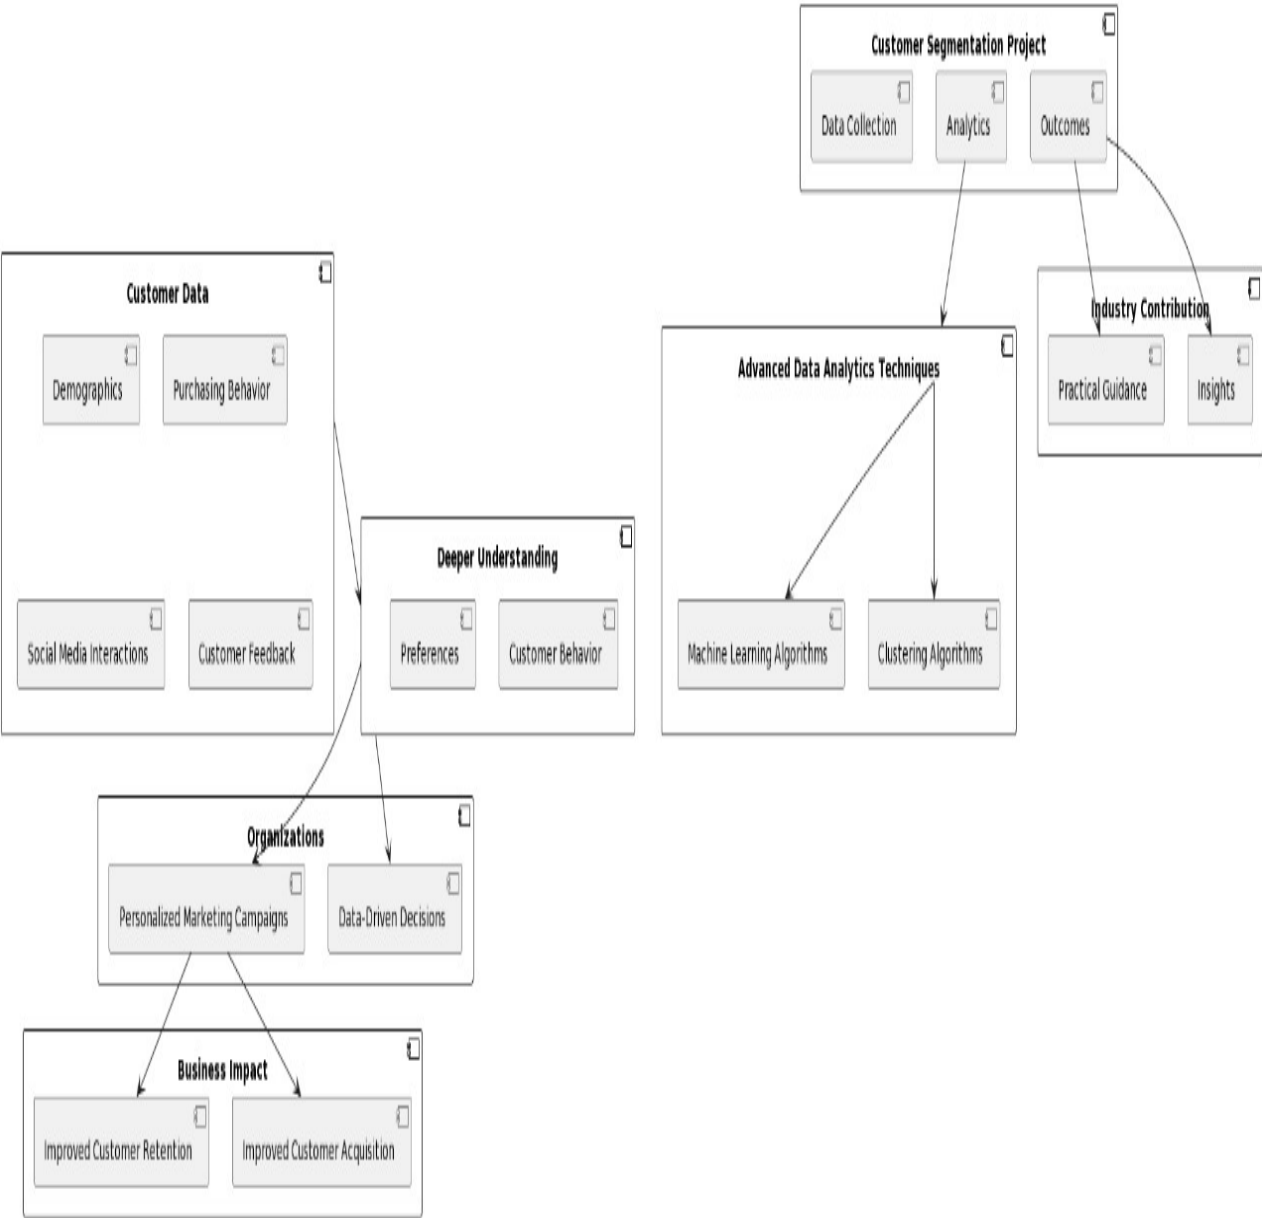 Customer Segmentation Project
Data Collection
Analytics
Outcomes
Customer Data
Demographics
Purchasing Behavior
Social Media Interactions
Customer Feedback
Industry Contribution
Practical Guidance
Insights
Advanced Data Analytics Techniques
Machine Learning Algorithms
Clustering Algorithms
Deeper Understanding
Preferences
Customer Behavior
Organizations
Personalized Marketing Campaigns
Data-Driven Decisions
Business Impact
Improved Customer Retention
Improved Customer Acquisition